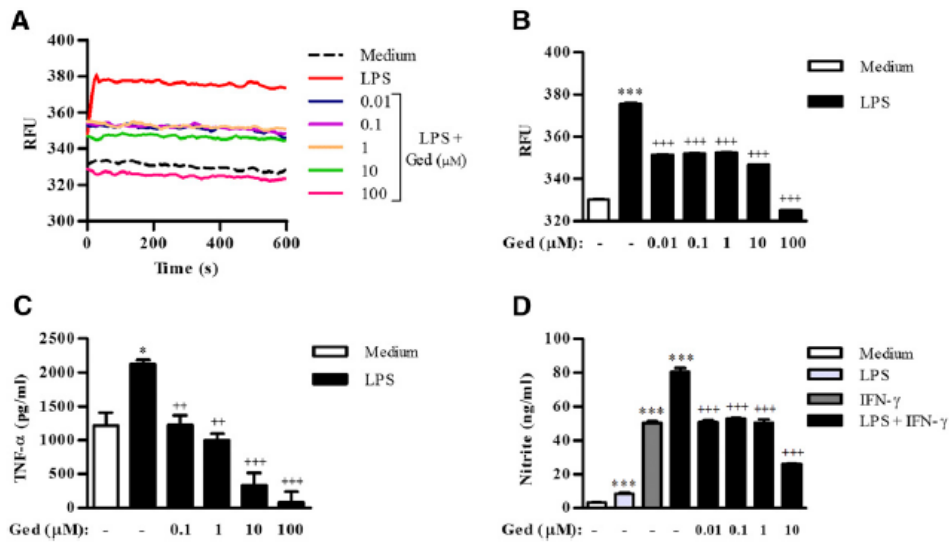 A
400
380
360
340
320
300
RFU
0
200
400
600
Time (s)
Medium
LPS
0.01
0.1
1
10
100
LPS +
Ged (μM)
B
400
380
360
340
320
RFU
***
+++
+++
+++
+++
+++
Medium
LPS
Ged (μM): - - 0.01 0.1 1 10 100
C
2500
2000
1500
1000
500
0
TNF-α (pg/ml)
*
++
++
+++
+++
Medium
LPS
Ged (μM): - - 0.1 1 10 100
D
100
80
60
40
20
0
Nitrite (ng/ml)
***
***
***
+++
+++
+++
+++
Medium
LPS
IFN-γ
LPS + IFN-γ
Ged (μM): - - - - 0.01 0.1 1 10